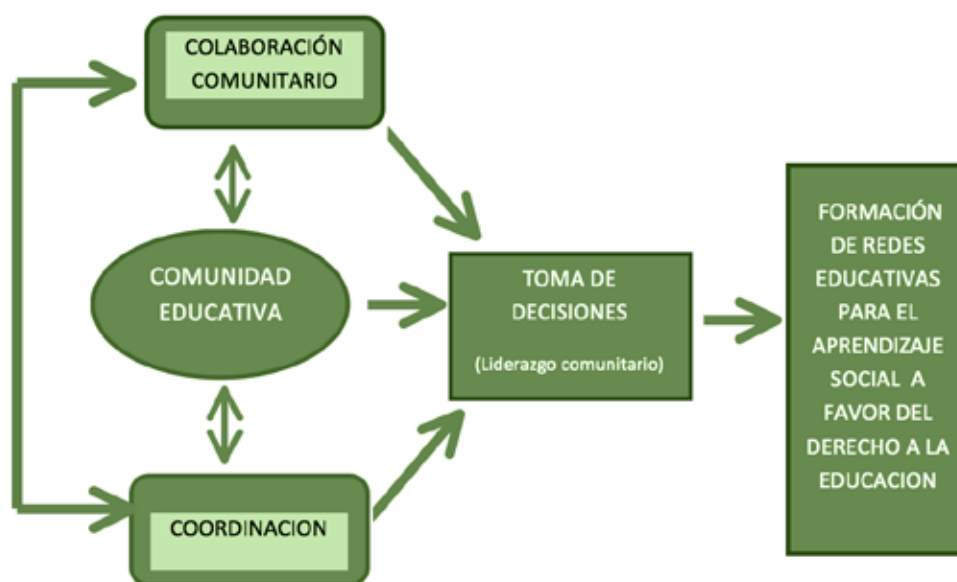 COLABORACIÓN
COMUNITARIO
COMUNIDAD
EDUCATIVA
COORDINACION
TOMA DE
DECISIONES
(Liderazgo comunitario)
FORMACIÓN
DE REDES
EDUCATIVAS
PARA EL
APRENDIZAJE
SOCIAL A
FAVOR DEL
DERECHO A LA
EDUCACION